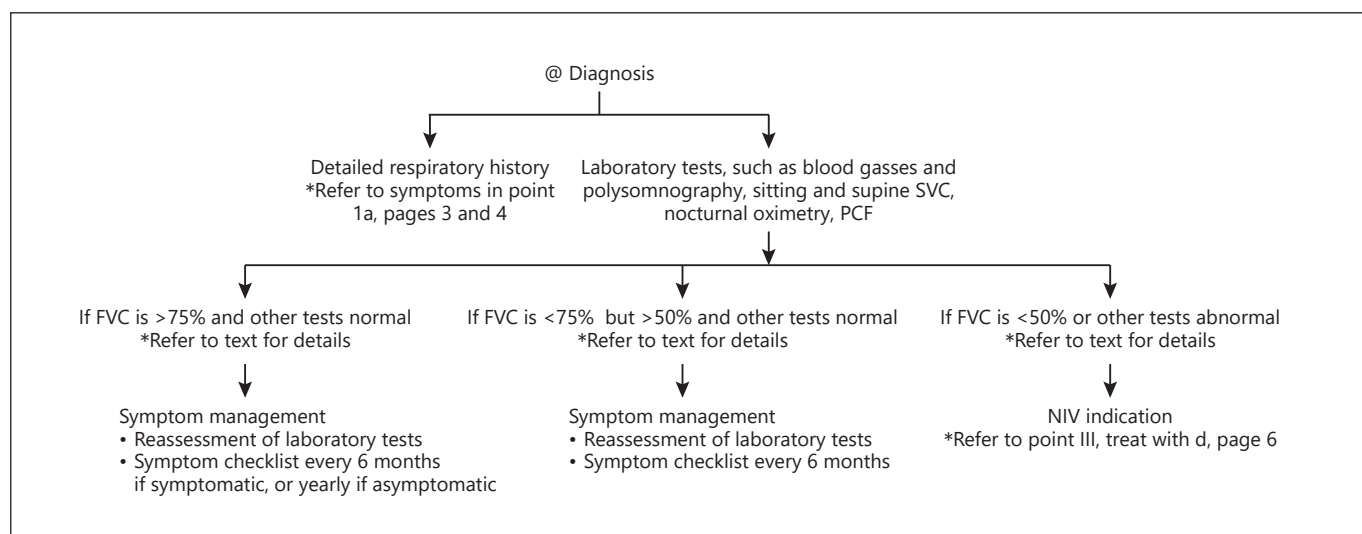 @ Diagnosis
Detailed respiratory history
*Refer to symptoms in point
1a, pages 3 and 4
Laboratory tests, such as blood gasses and
polysomnography, sitting and supine SVC,
nocturnal oximetry, PCF
If FVC is >75% and other tests normal
*Refer to text for details
If FVC is <75%  but >50% and other tests normal
*Refer to text for details
If FVC is <50% or other tests abnormal
*Refer to text for details
Symptom management
• Reassessment of laboratory tests
• Symptom checklist every 6 months
if symptomatic, or yearly if asymptomatic
Symptom management
• Reassessment of laboratory tests
• Symptom checklist every 6 months
NIV indication
*Refer to point III, treat with d, page 6